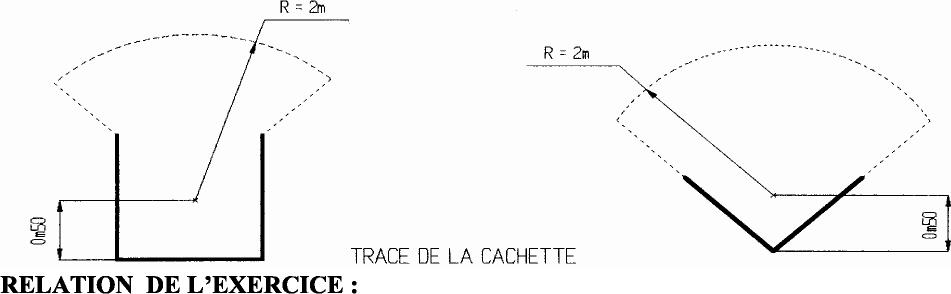 R = 2m
R = 2m
0m50
0m50
TRACE DE LA CACHETTE
RELATION DE L'EXERCICE :